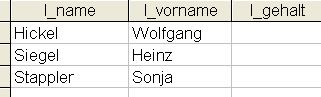 l_name l_vorname l_gehalt
Hickel Wolfgang
Siegel Heinz
Stappler Sonja